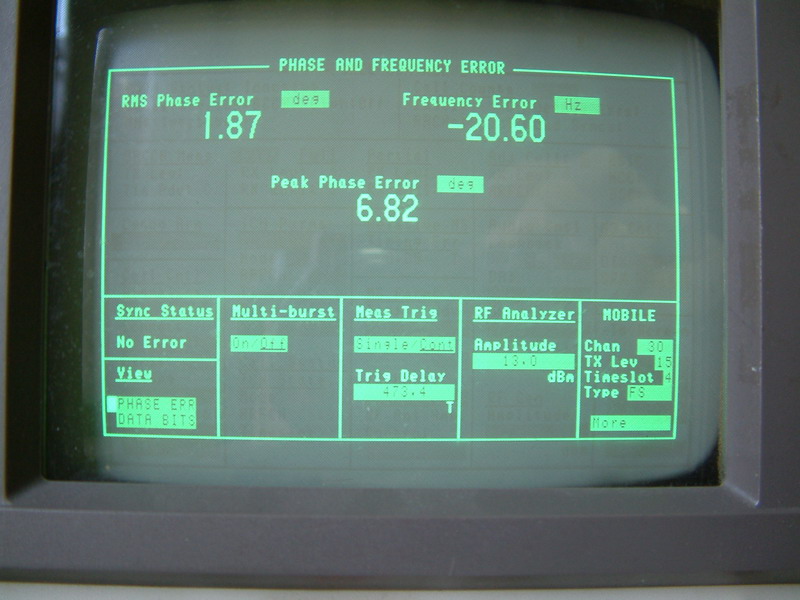 PHASE AND FREQUENCY ERROR
RMS Phase Error deg
1.87
Frequency Error Hz
-20.60
Peak Phase Error deg
6.82
Sync Status
No Error
View
PHASE ERR
DATA BITS
Multi-burst
On/Off
Meas Trig
Single/Cont
Trig Delay
473.4
T
RF Analyzer
Amplitude
13.0
dBm
MOBILE
Chan 30
TX Lev 15
Timeslot 4
Type FS
More